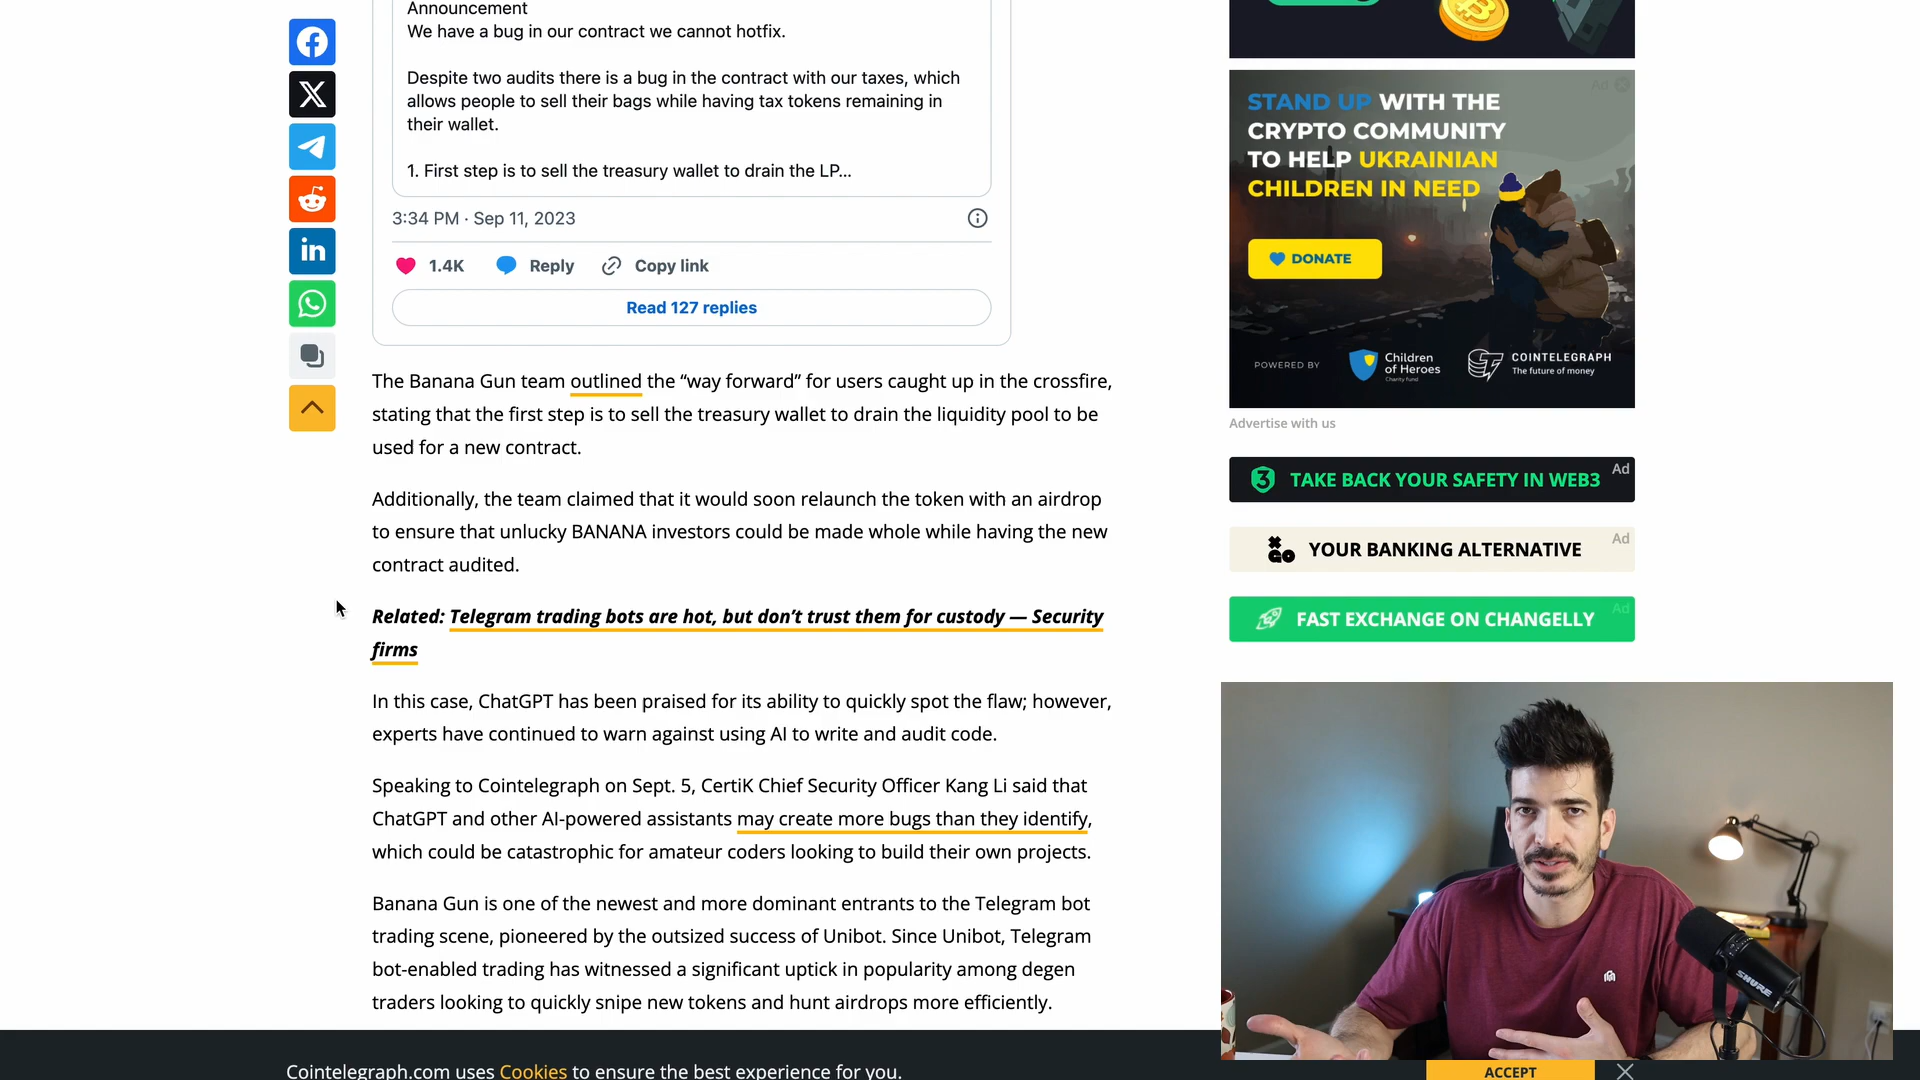 Announcement
We have a bug in our contract we cannot hotfix.
Despite two audits there is a bug in the contract with our taxes, which
allows people to sell their bags while having tax tokens remaining in
their wallet.
1. First step is to sell the treasury wallet to drain the LP...
3:34 PM · Sep 11, 2023
1.4K
Reply
Copy link
Read 127 replies
The Banana Gun team outlined the “way forward” for users caught up in the crossfire,
stating that the first step is to sell the treasury wallet to drain the liquidity pool to be
used for a new contract.
Additionally, the team claimed that it would soon relaunch the token with an airdrop
to ensure that unlucky BANANA investors could be made whole while having the new
contract audited.
Related: Telegram trading bots are hot, but don’t trust them for custody — Security
firms
In this case, ChatGPT has been praised for its ability to quickly spot the flaw; however,
experts have continued to warn against using AI to write and audit code.
Speaking to Cointelegraph on Sept. 5, CertiK Chief Security Officer Kang Li said that
ChatGPT and other AI-powered assistants may create more bugs than they identify,
which could be catastrophic for amateur coders looking to build their own projects.
Banana Gun is one of the newest and more dominant entrants to the Telegram bot
trading scene, pioneered by the outsized success of Unibot. Since Unibot, Telegram
bot-enabled trading has witnessed a significant uptick in popularity among degen
traders looking to quickly snipe new tokens and hunt airdrops more efficiently.
Ad
STAND UP WITH THE
CRYPTO COMMUNITY
TO HELP UKRAINIAN
CHILDREN IN NEED
DONATE
POWERED BY
Children
of Heroes
Charity fund
COINTELEGRAPH
The future of money
Advertise with us
TAKE BACK YOUR SAFETY IN WEB3
Ad
YOUR BANKING ALTERNATIVE
Ad
FAST EXCHANGE ON CHANGELLY
Ad
SHURE
Cointelegraph.com uses Cookies to ensure the best experience for you.
ACCEPT